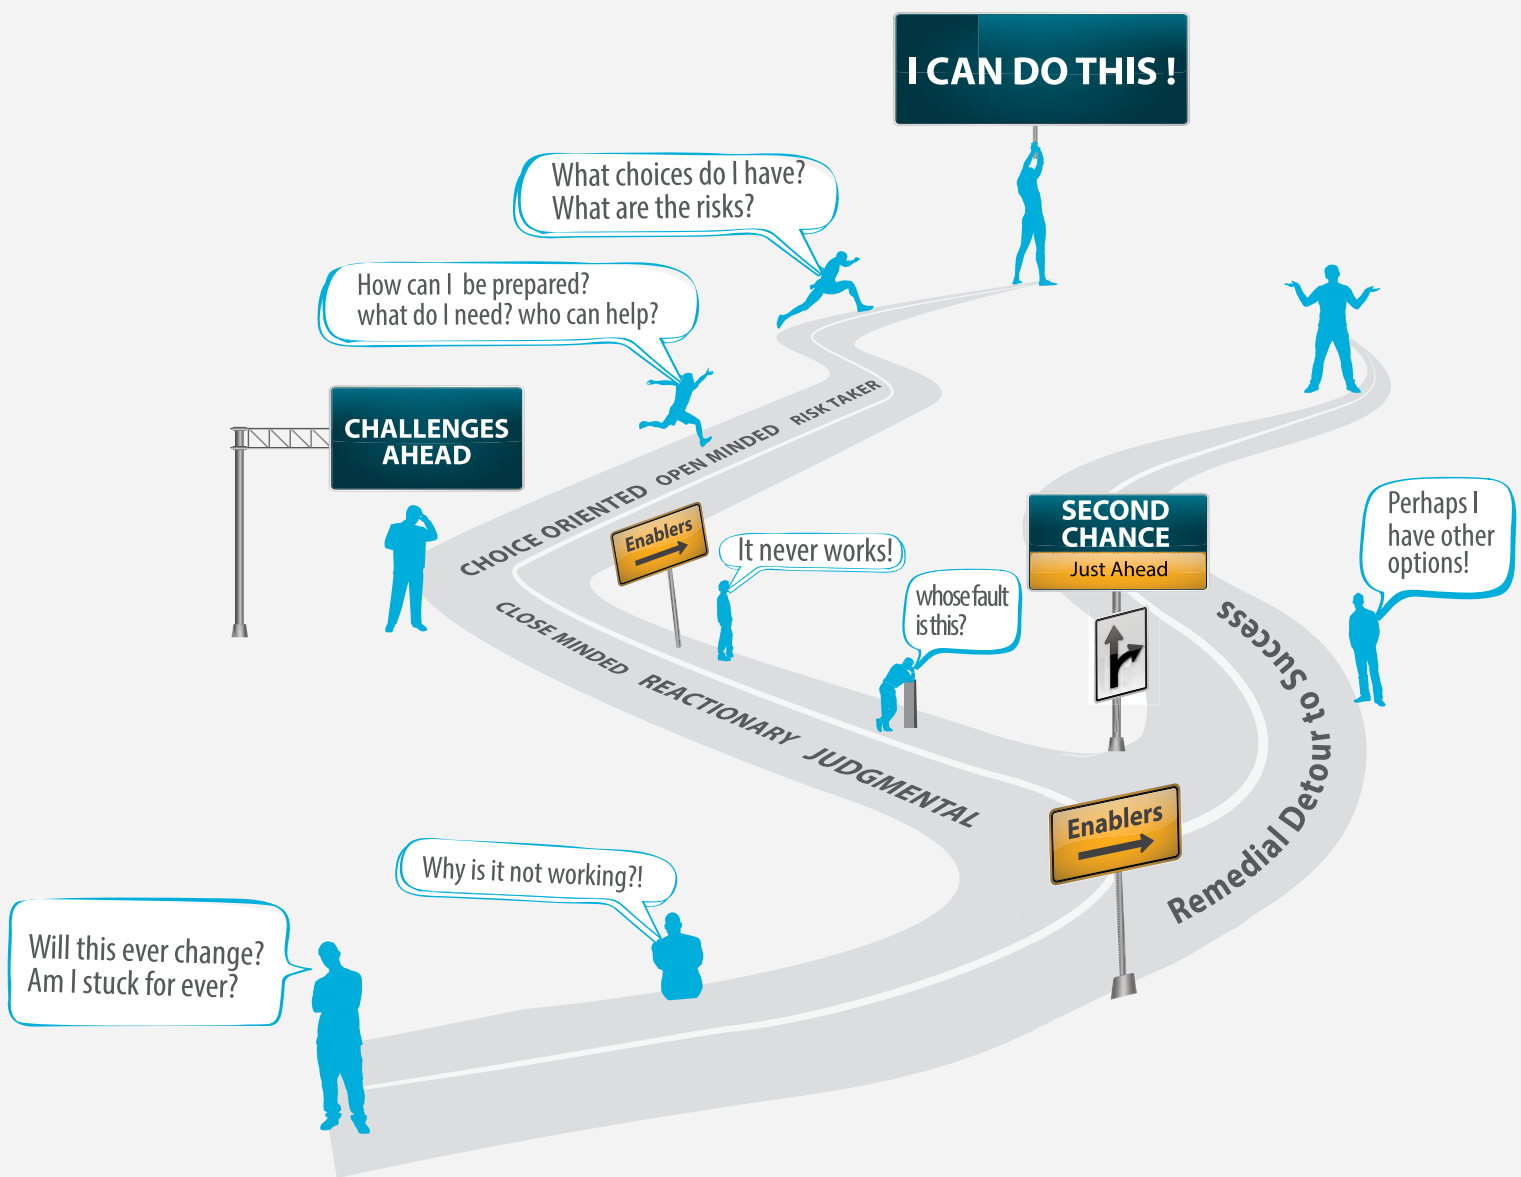 I CAN DO THIS !
What choices do I have?
What are the risks?
How can I be prepared?
what do I need? who can help?
CHALLENGES
AHEAD
CHOICE ORIENTED OPEN MINDED RISK TAKER
Enablers
It never works!
whose fault
is this?
SECOND
CHANCE
Just Ahead
Perhaps I
have other
options!
CLOSE MINDED REACTIONARY JUDGMENTAL
Remedial Detour to Success
Enablers
Why is it not working?!
Will this ever change?
Am I stuck for ever?